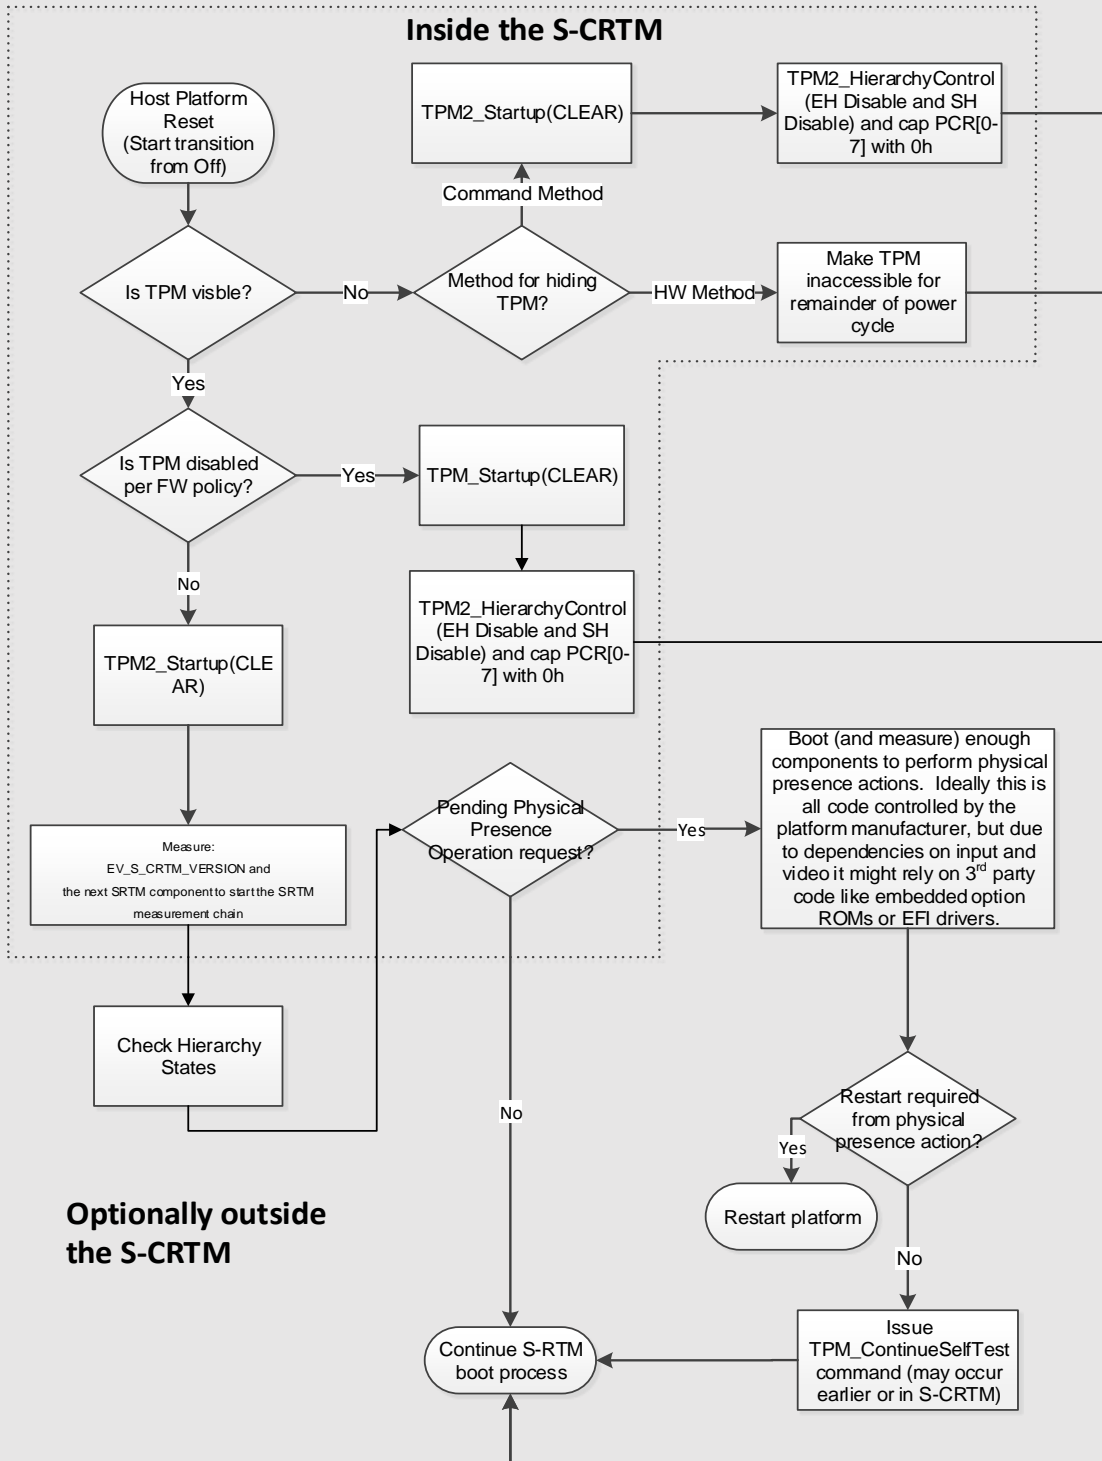 Inside the S-CRTM
Host Platform
Reset
(Start transition
from Off)
TPM2_Startup(CLEAR)
TPM2_HierarchyControl
(EH Disable and SH
Disable) and cap PCR[0-
7] with 0h
Command Method
Is TPM visble?
No
Method for hiding
TPM?
HW Method
Make TPM
inaccessible for
remainder of power
cycle
Yes
Is TPM disabled
per FW policy?
Yes
TPM_Startup(CLEAR)
No
TPM2_HierarchyControl
(EH Disable and SH
Disable) and cap PCR[0-
7] with 0h
TPM2_Startup(CLE
AR)
Measure:
EV_S_CRTM_VERSION and
the next SRTM component to start the SRTM
measurement chain
Pending Physical
Presence
Operation request?
Yes
Boot (and measure) enough
components to perform physical
presence actions.  Ideally this is
all code controlled by the
platform manufacturer, but due
to dependencies on input and
video it might rely on 3rd party
code like embedded option
ROMs or EFI drivers.
Check Hierarchy
States
No
Restart required
from physical
presence action?
Yes
Restart platform
No
Optionally outside
the S-CRTM
Continue S-RTM
boot process
Issue
TPM_ContinueSelfTest
command (may occur
earlier or in S-CRTM)